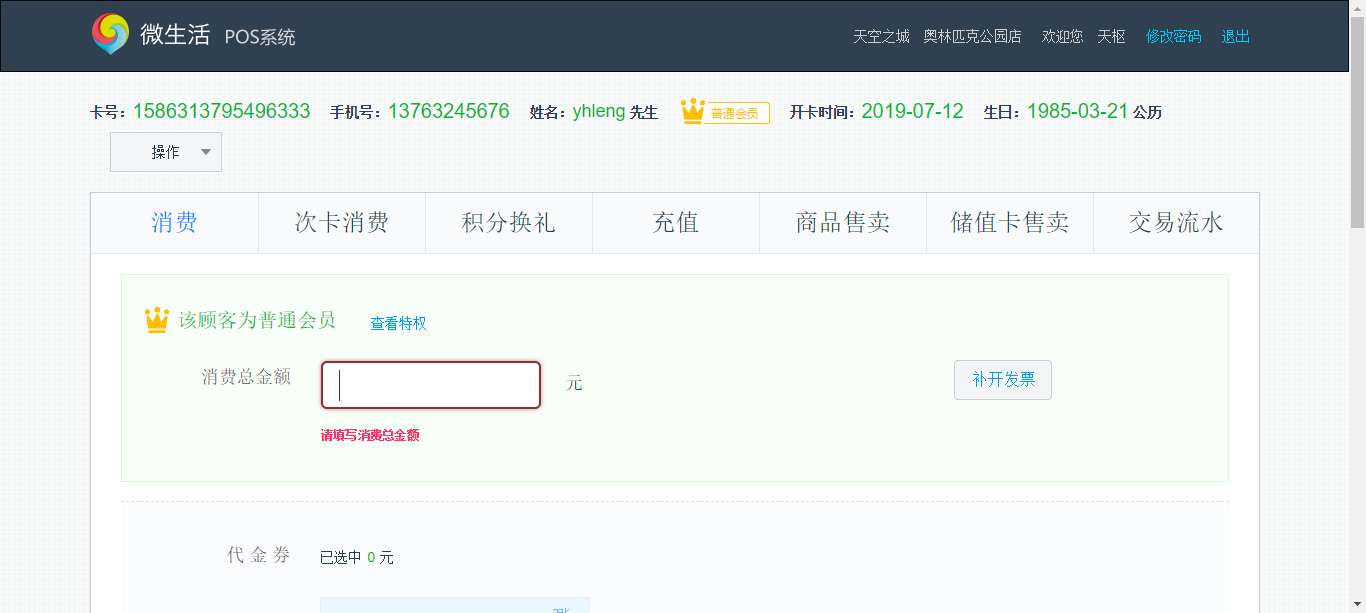 微生活 POS系统 天空之城 奥林匹克公园店 欢迎您 天枢 修改密码 退出
卡号：1586313795496333 手机号：13763245676 姓名：yhleng 先生 普通会员 开卡时间：2019-07-12 生日：1985-03-21 公历
操作
消费 次卡消费 积分换礼 充值 商品售卖 储值卡售卖 交易流水
该顾客为普通会员 查看特权
消费总金额 元 补开发票
请填写消费总金额
代金券 已选中 0 元